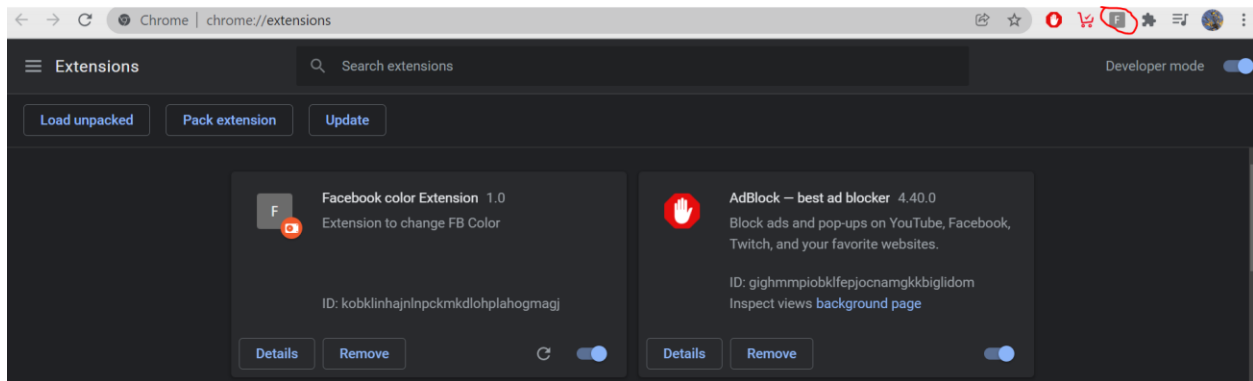 Chrome | chrome://extensions
F
Extensions
Search extensions
Developer mode
Load unpacked
Pack extension
Update
F
Facebook color Extension 1.0
Extension to change FB Color
ID: kobklinhajnlnpckmkdlohplahogmagj
Details
Remove
AdBlock — best ad blocker 4.40.0
Block ads and pop-ups on YouTube, Facebook,
Twitch, and your favorite websites.
ID: gighmmpiobklfepjocnamgkkbiglidom
Inspect views background page
Details
Remove